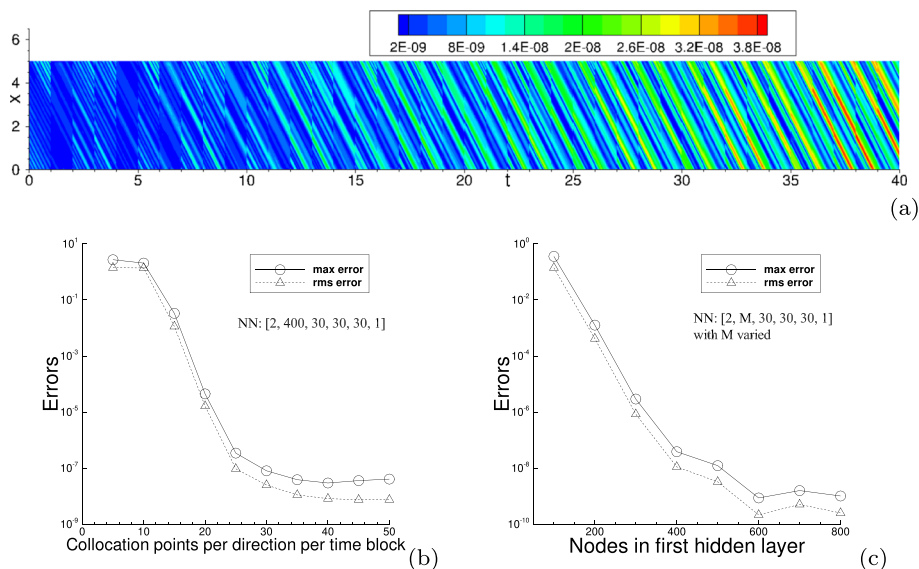 2E-09 8E-09 1.4E-08 2E-08 2.6E-08 3.2E-08 3.8E-08
6
4
2
0
x
0 5 10 15 20 25 30 35 40
t
(a)
10^1
10^-1
10^-3
10^-5
10^-7
10^-9
Errors
max error
rms error
NN: [2, 400, 30, 30, 30, 1]
0 10 20 30 40 50
Collocation points per direction per time block
(b)
10^0
10^-2
10^-4
10^-6
10^-8
10^-10
Errors
max error
rms error
NN: [2, M, 30, 30, 30, 1]
with M varied
200 400 600 800
Nodes in first hidden layer
(c)